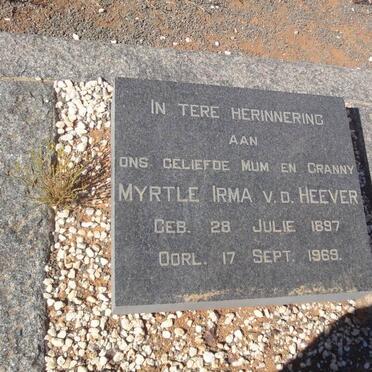 IN TERE HERINNERING
AAN
ONS GELIEFDE MUM EN GRANNY
MYRTLE IRMA V.D. HEEVER
GEB. 28 JULIE 1897
OORL. 17 SEPT. 1969.